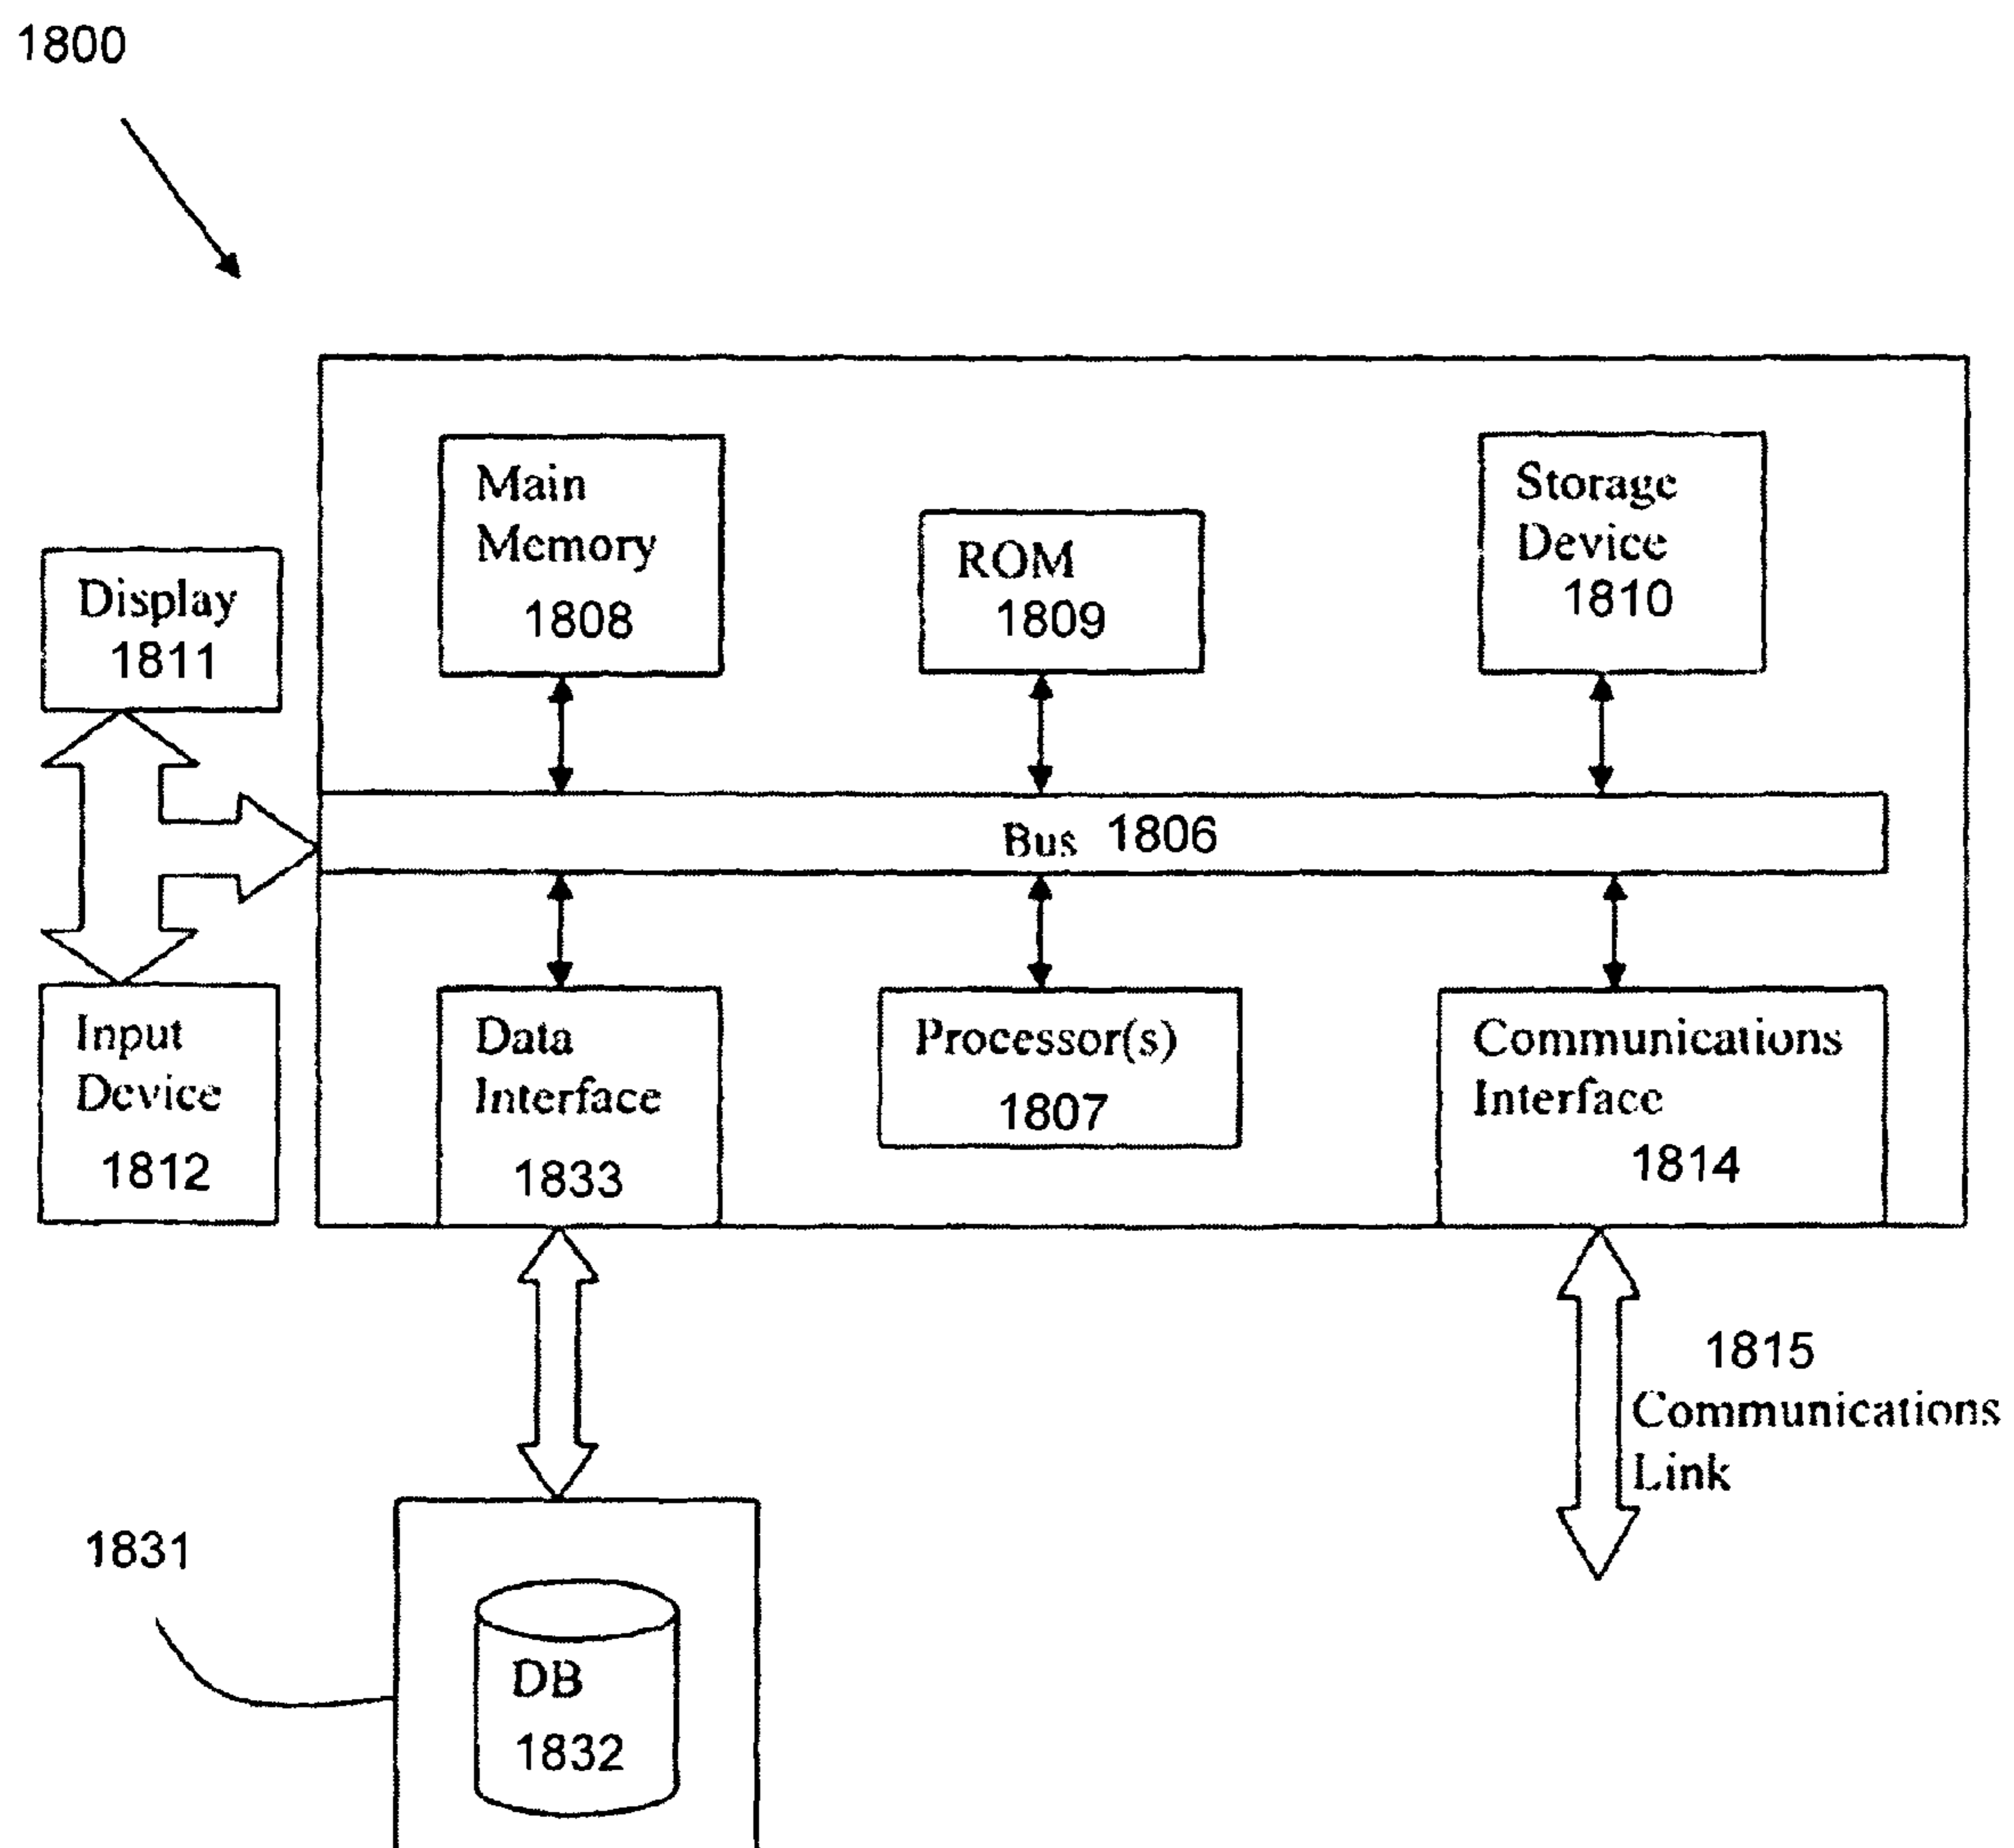 1800
Main
Memory
1808
ROM
1809
Storage
Device
1810
Display
1811
Bus 1806
Input
Device
1812
Data
Interface
1833
Processor(s)
1807
Communications
Interface
1814
1815
Communications
Link
1831
DB
1832